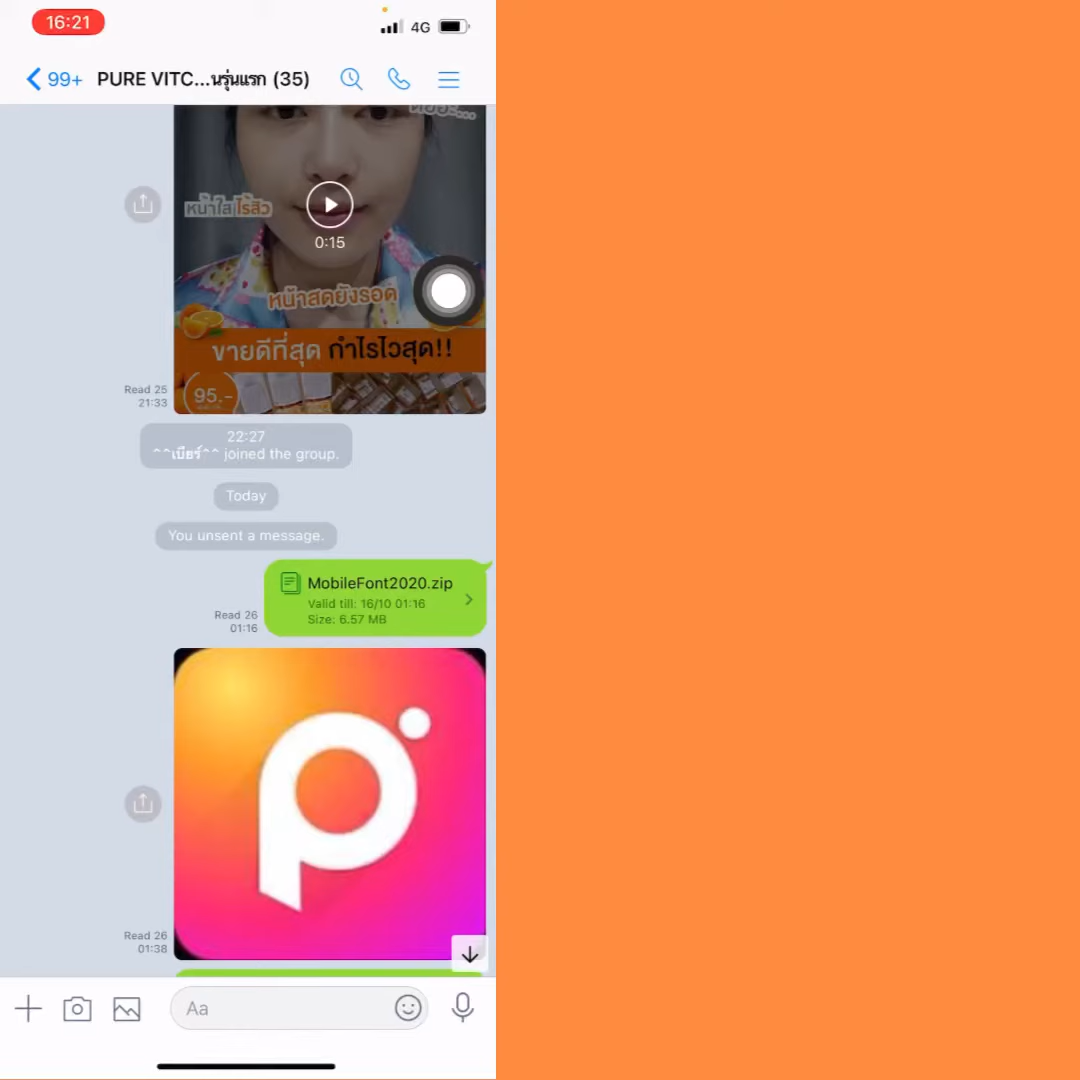 16:21
4G
99+ PURE VITC...นรุ่นแรก (35)
หน้าใสไร้สิว
0:15
หน้าสดยังรอด
ขายดีที่สุด กำไรไวสุด!!
95.-
Read 25
21:33
22:27
^^เบียร์^^ joined the group.
Today
You unsent a message.
MobileFont2020.zip
Valid till: 16/10 01:16
Size: 6.57 MB
Read 26
01:16
Read 26
01:38
Aa